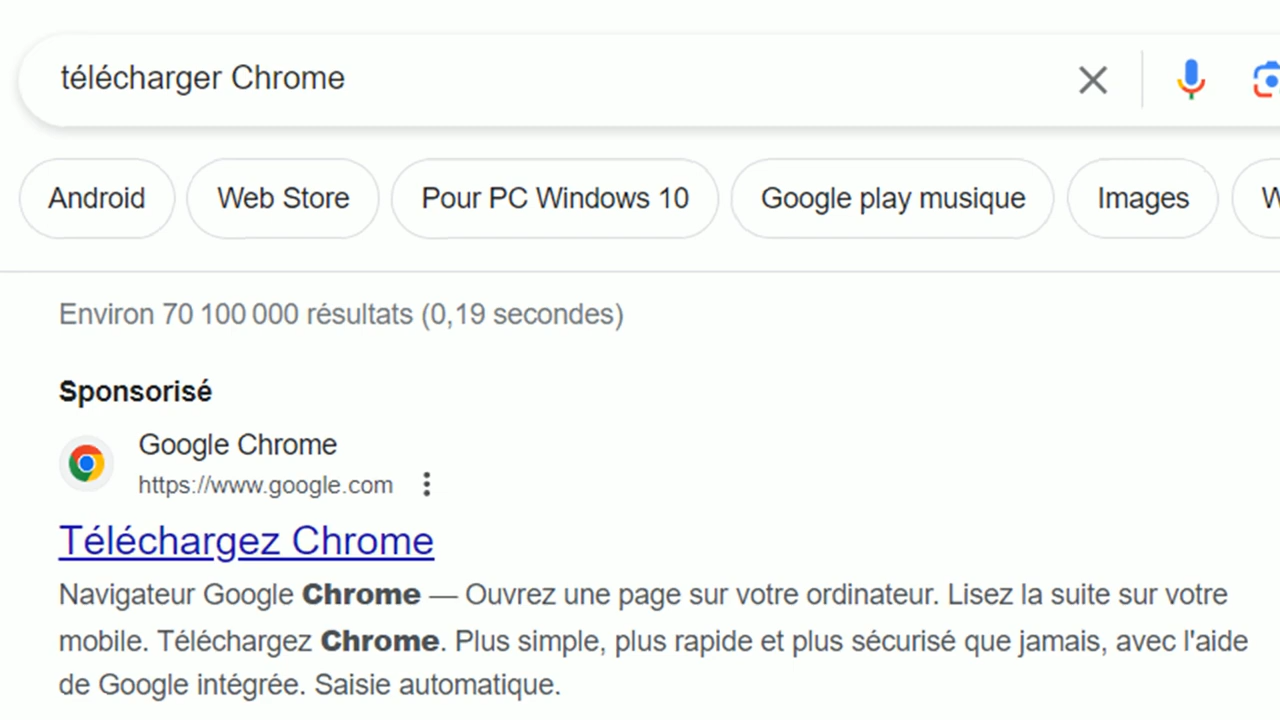 télécharger Chrome
Android
Web Store
Pour PC Windows 10
Google play musique
Images
Environ 70 100 000 résultats (0,19 secondes)
Sponsorisé
Google Chrome
https://www.google.com
Téléchargez Chrome
Navigateur Google Chrome — Ouvrez une page sur votre ordinateur. Lisez la suite sur votre
mobile. Téléchargez Chrome. Plus simple, plus rapide et plus sécurisé que jamais, avec l'aide
de Google intégrée. Saisie automatique.